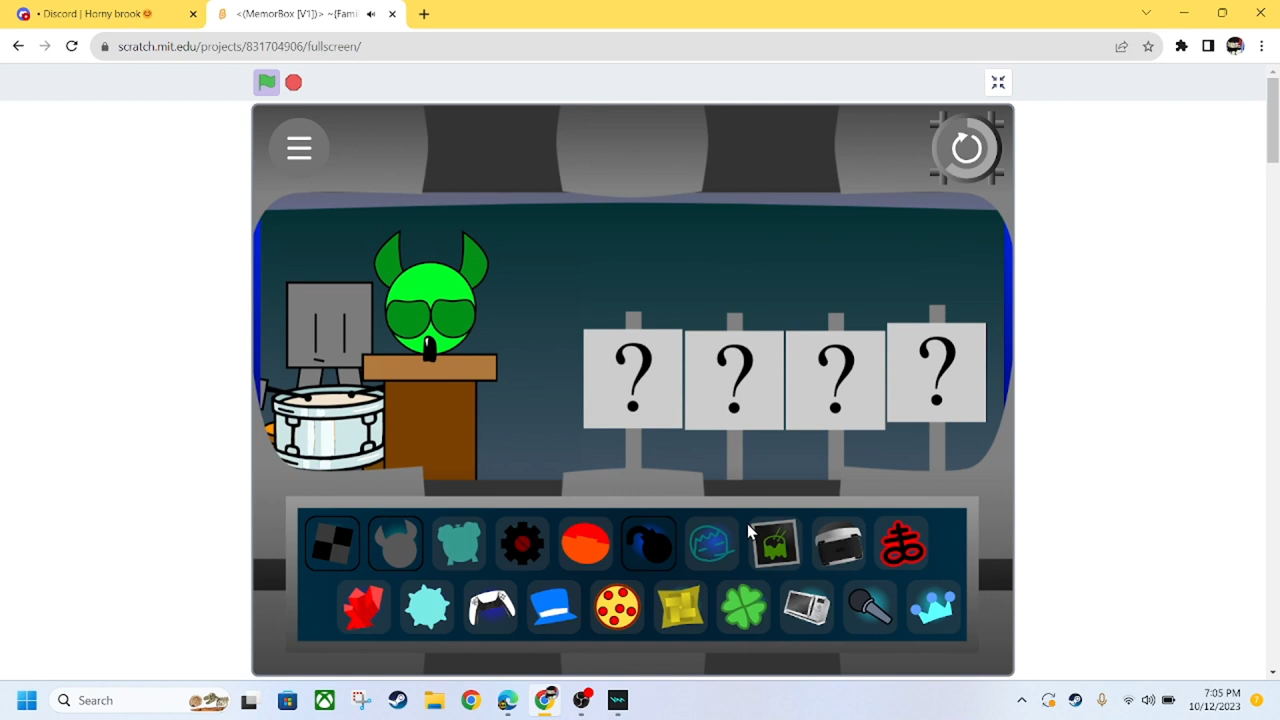 • Discord | Horny brook😍
<(MemorBox [V1])> ~{Fami
scratch.mit.edu/projects/831704906/fullscreen/
? ? ? ?
Search
7:05 PM
10/12/2023
7